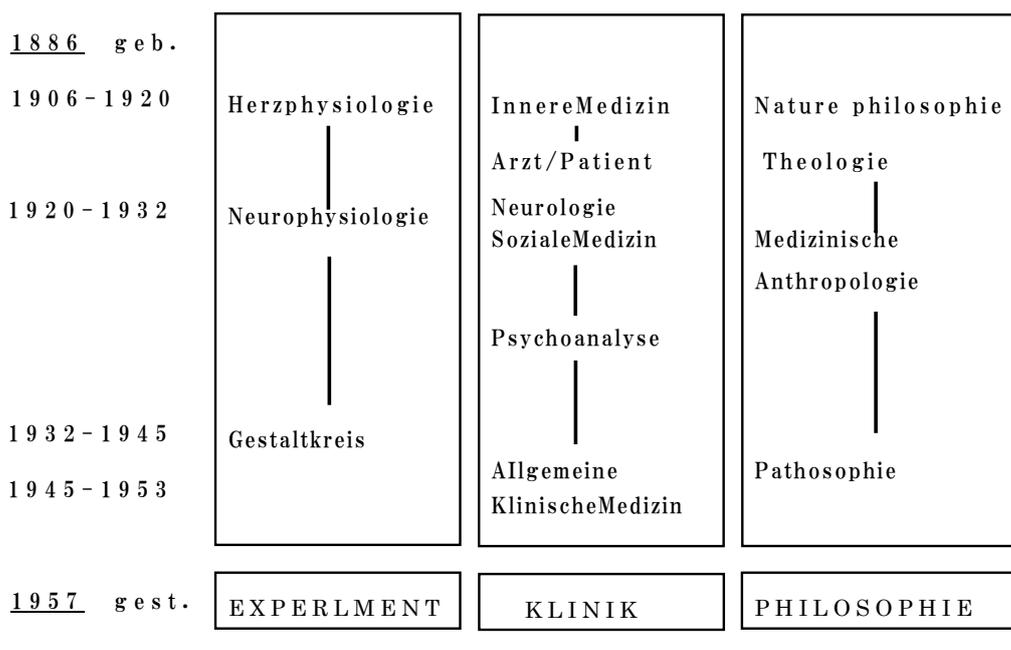 1886 geb.
1906-1920
Herzphysiologie
InnereMedizin
Nature philosophie
Arzt/Patient
Theologie
1920-1932
Neurophysiologie
Neurologie
SozialeMedizin
Medizinische
Anthropologie
Psychoanalyse
1932-1945
Gestaltkreis
AIlgemeine
KlinischeMedizin
Pathosophie
1945-1953
1957 gest.
EXPERLMENT
KLINIK
PHILOSOPHIE